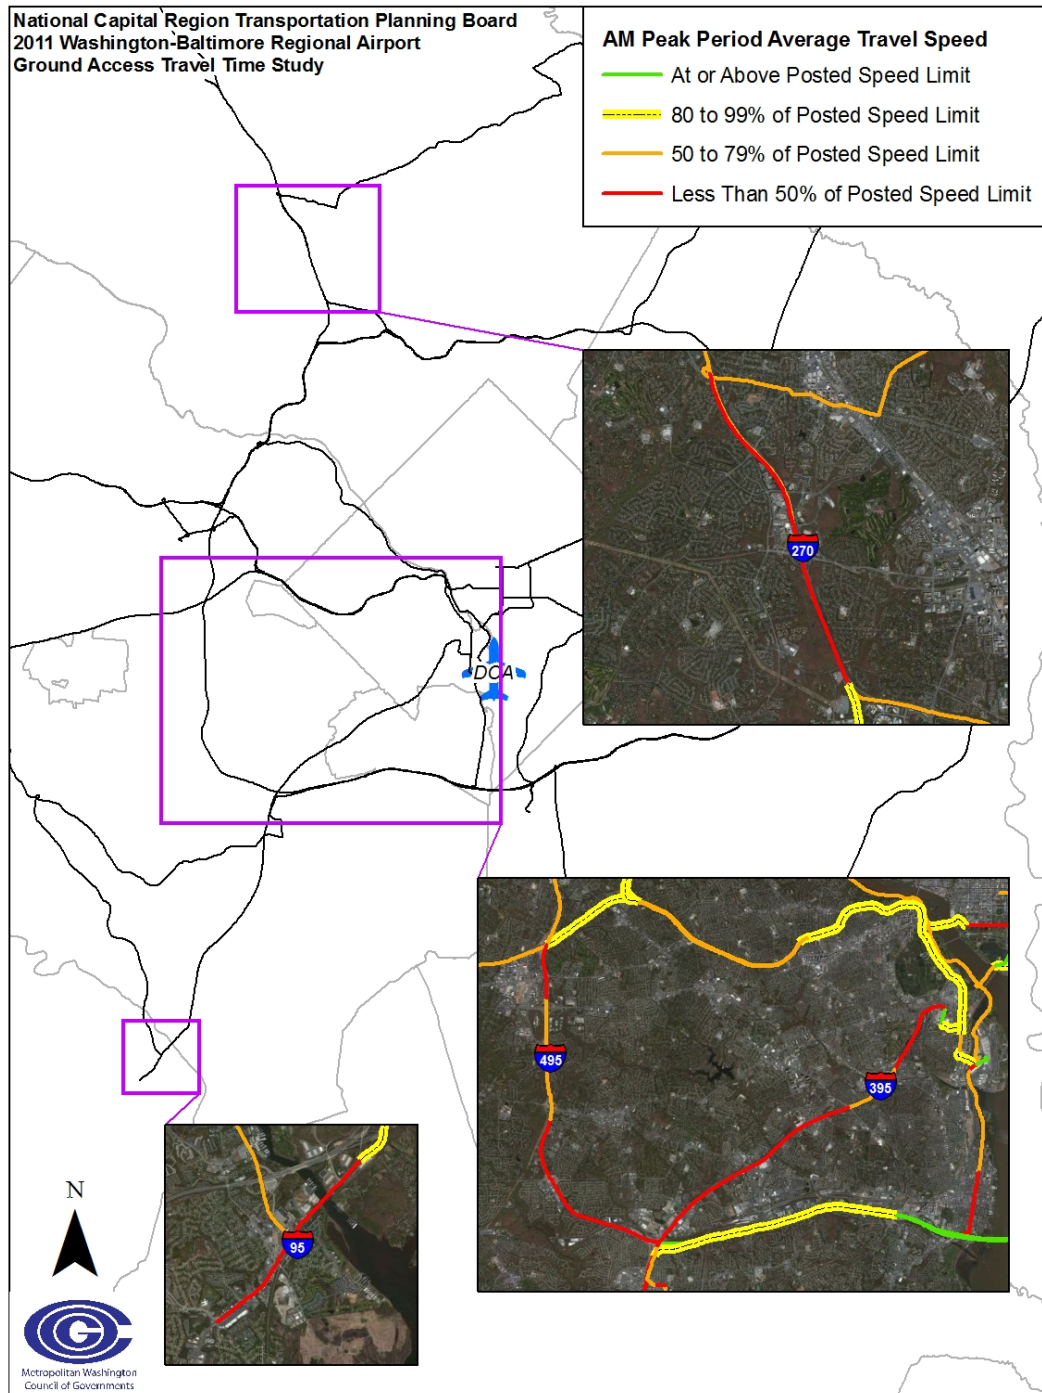 National Capital Region Transportation Planning Board
2011 Washington-Baltimore Regional Airport
Ground Access Travel Time Study
AM Peak Period Average Travel Speed
At or Above Posted Speed Limit
80 to 99% of Posted Speed Limit
50 to 79% of Posted Speed Limit
Less Than 50% of Posted Speed Limit
270
DCA
495
395
95
N
Metropolitan Washington
Council of Governments